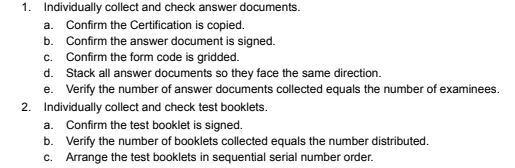 1. Individually collect and check answer documents.
a. Confirm the Certification is copied.
b. Confirm the answer document is signed.
c. Confirm the form code is gridded.
d. Stack all answer documents so they face the same direction.
e. Verify the number of answer documents collected equals the number of examinees.
2. Individually collect and check test booklets.
a. Confirm the test booklet is signed.
b. Verify the number of booklets collected equals the number distributed.
c. Arrange the test booklets in sequential serial number order.